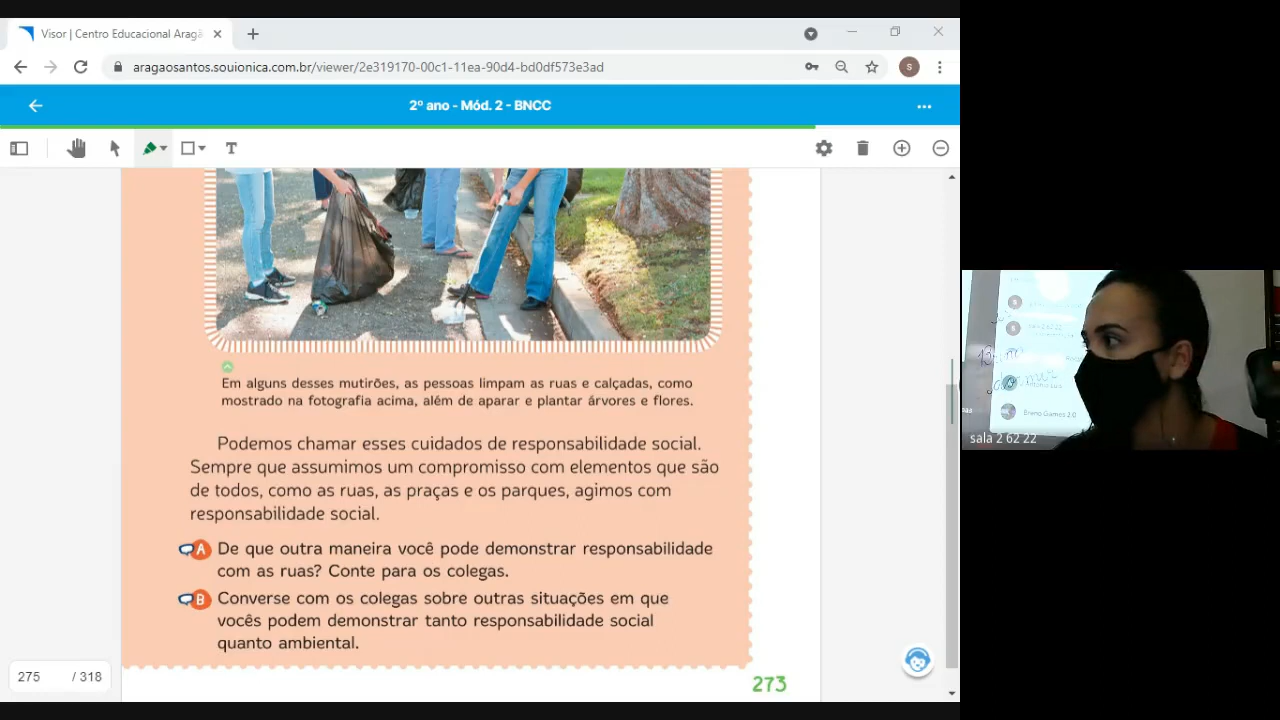 Visor | Centro Educacional Aragã
aragaosantos.souionica.com.br/viewer/2e319170-00c1-11ea-90d4-bd0df573e3ad
S
2º ano - Mód. 2 - BNCC
T
Em alguns desses mutirões, as pessoas limpam as ruas e calçadas, como
mostrado na fotografia acima, além de aparar e plantar árvores e flores.
Podemos chamar esses cuidados de responsabilidade social.
Sempre que assumimos um compromisso com elementos que são
de todos, como as ruas, as praças e os parques, agimos com
responsabilidade social.
A De que outra maneira você pode demonstrar responsabilidade
com as ruas? Conte para os colegas.
B Converse com os colegas sobre outras situações em que
vocês podem demonstrar tanto responsabilidade social
quanto ambiental.
275 / 318
273
Bruno Games 2.0
sala 2 62 22